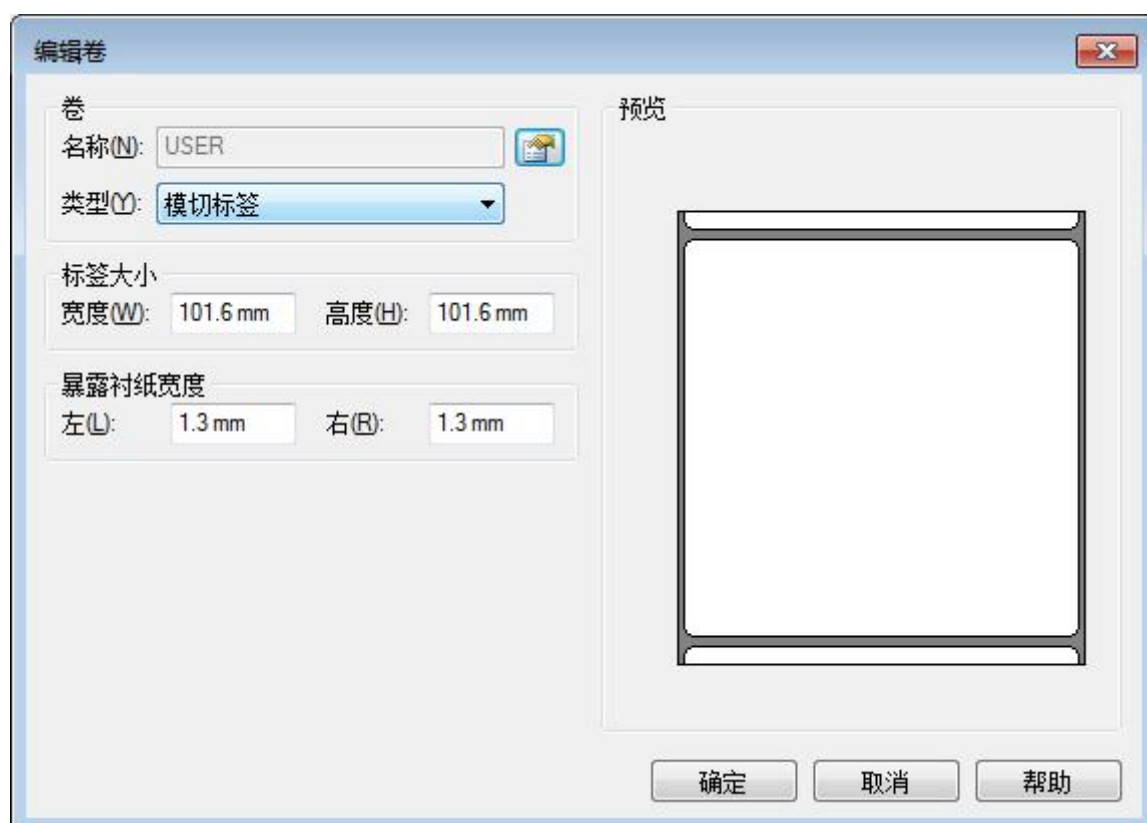 编辑卷
卷
名称(N): USER
类型(Y): 模切标签
标签大小
宽度(W): 101.6 mm 高度(H): 101.6 mm
暴露衬纸宽度
左(L): 1.3 mm 右(R): 1.3 mm
预览
确定 取消 帮助